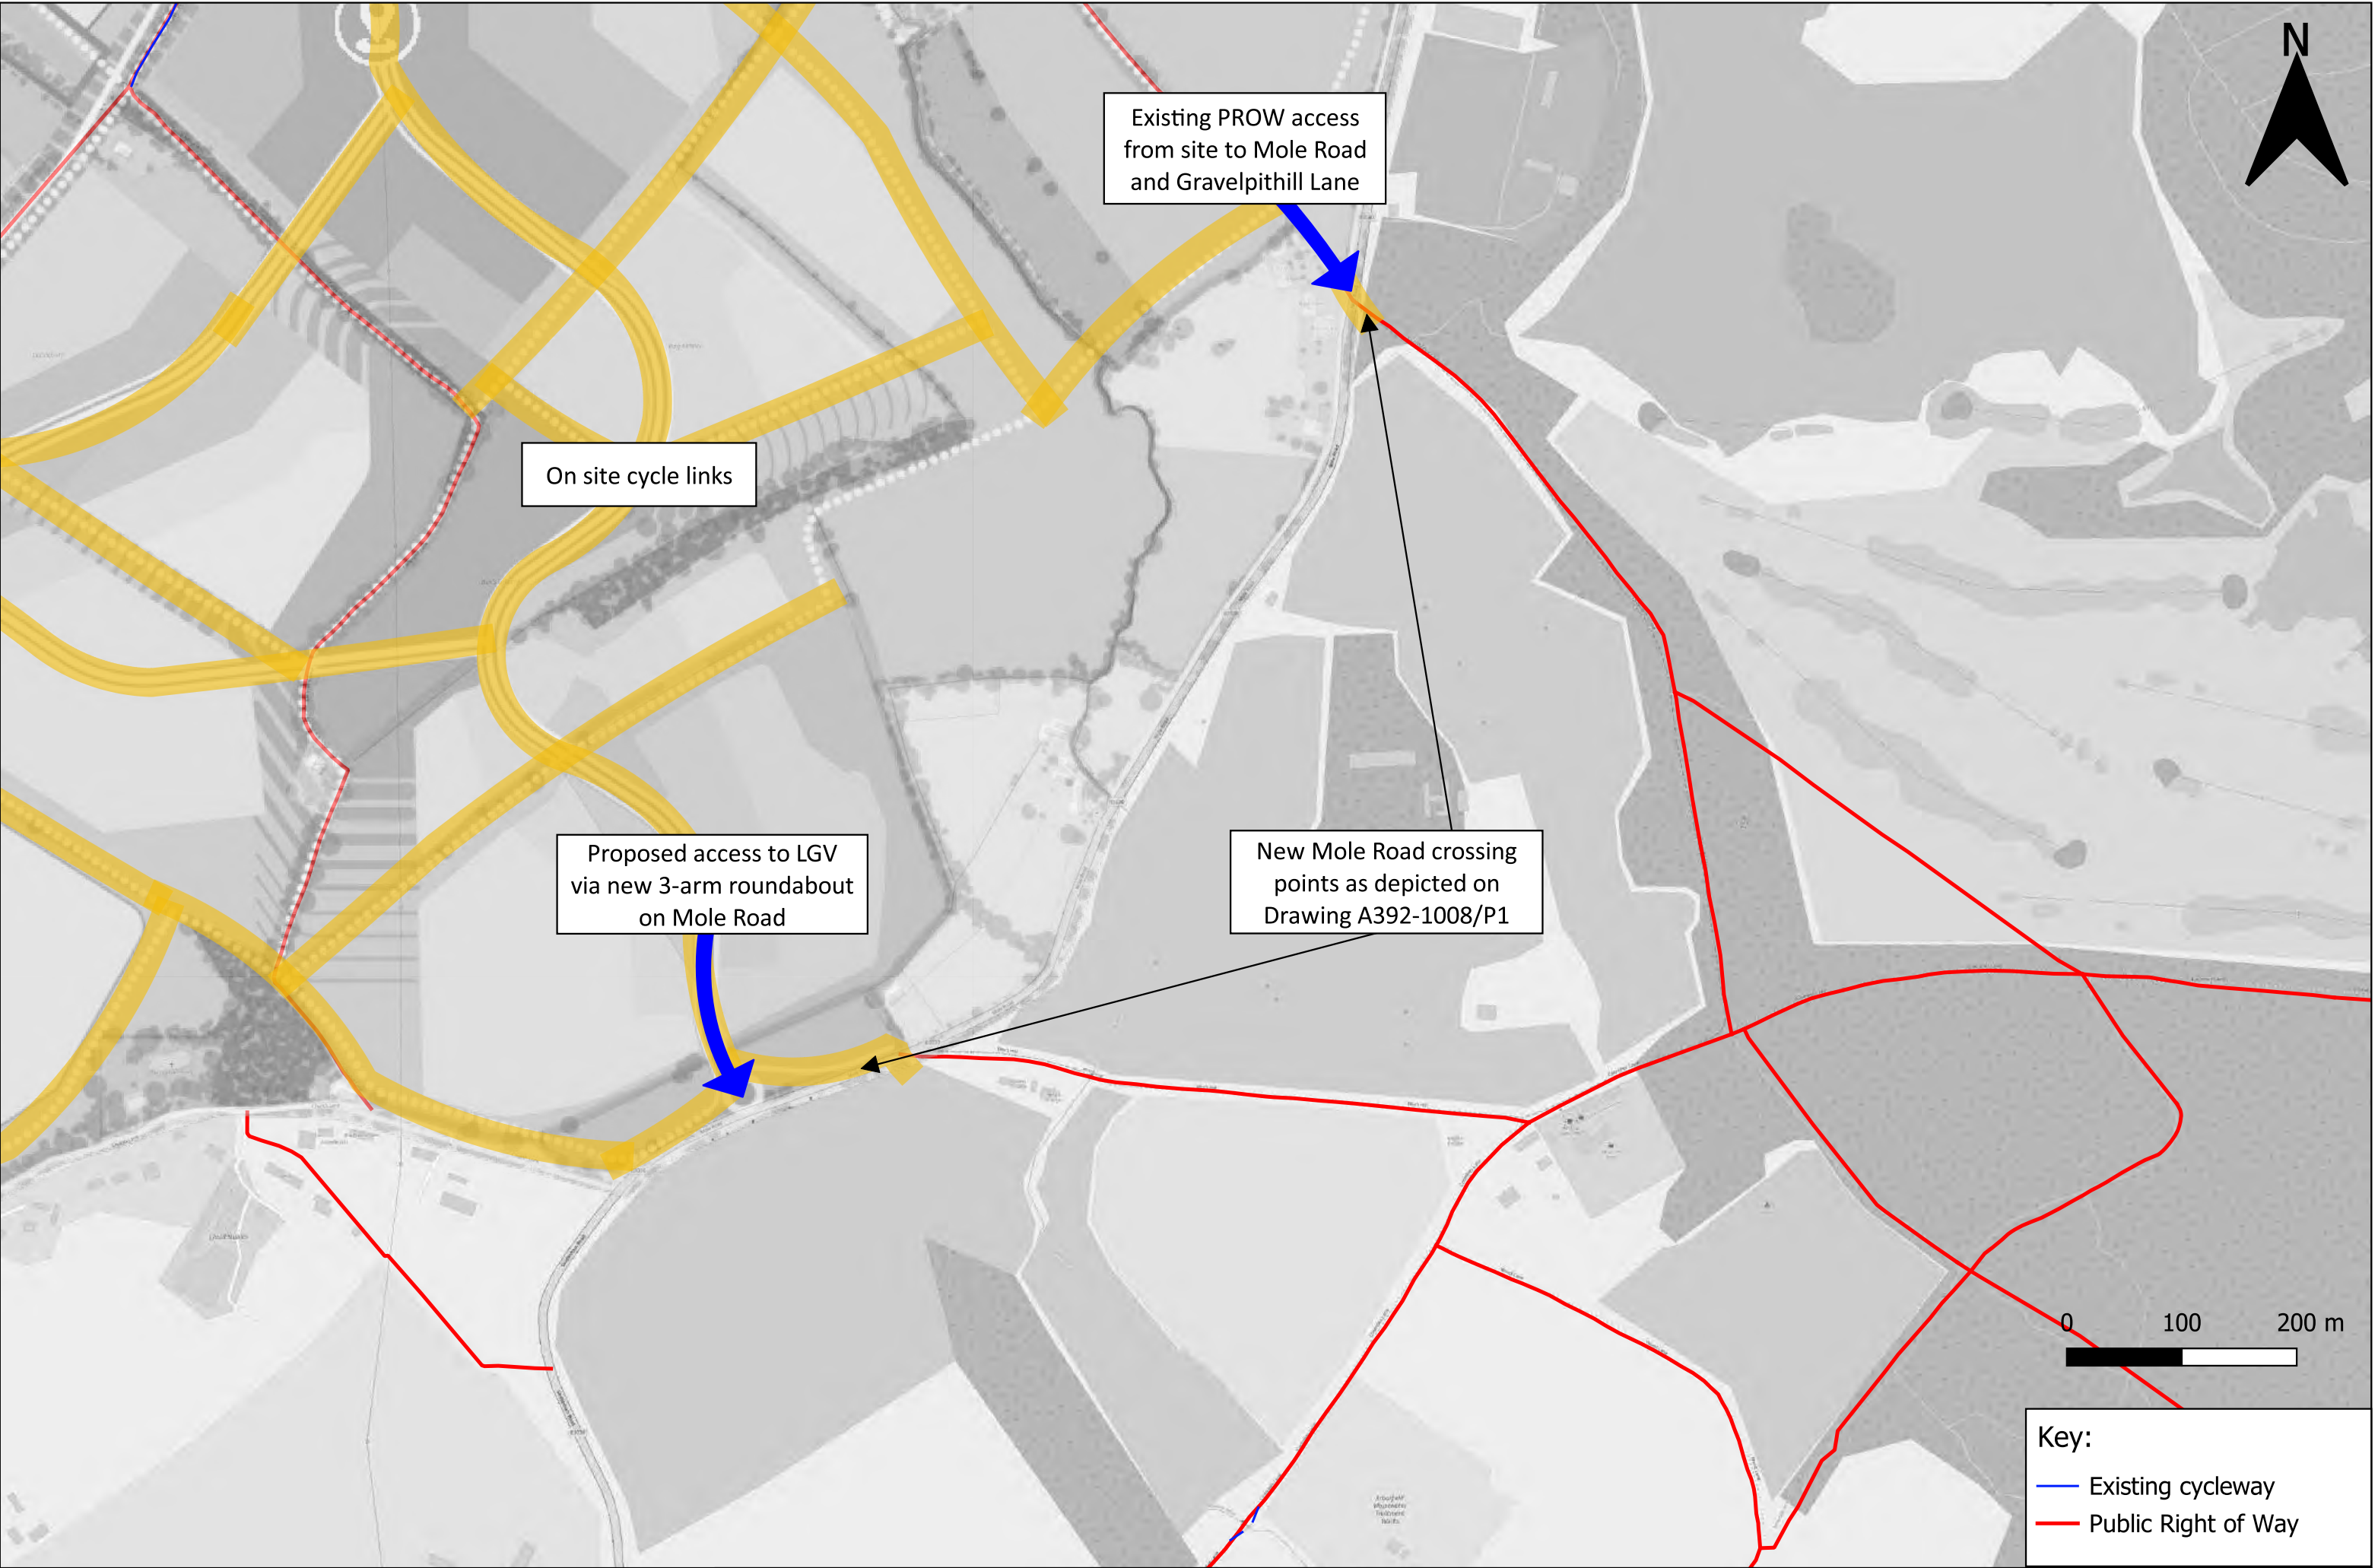 N
Existing PROW access
from site to Mole Road
and Gravelpithill Lane
On site cycle links
Proposed access to LGV
via new 3-arm roundabout
on Mole Road
New Mole Road crossing
points as depicted on
Drawing A392-1008/P1
0 100 200 m
Key:
Existing cycleway
Public Right of Way